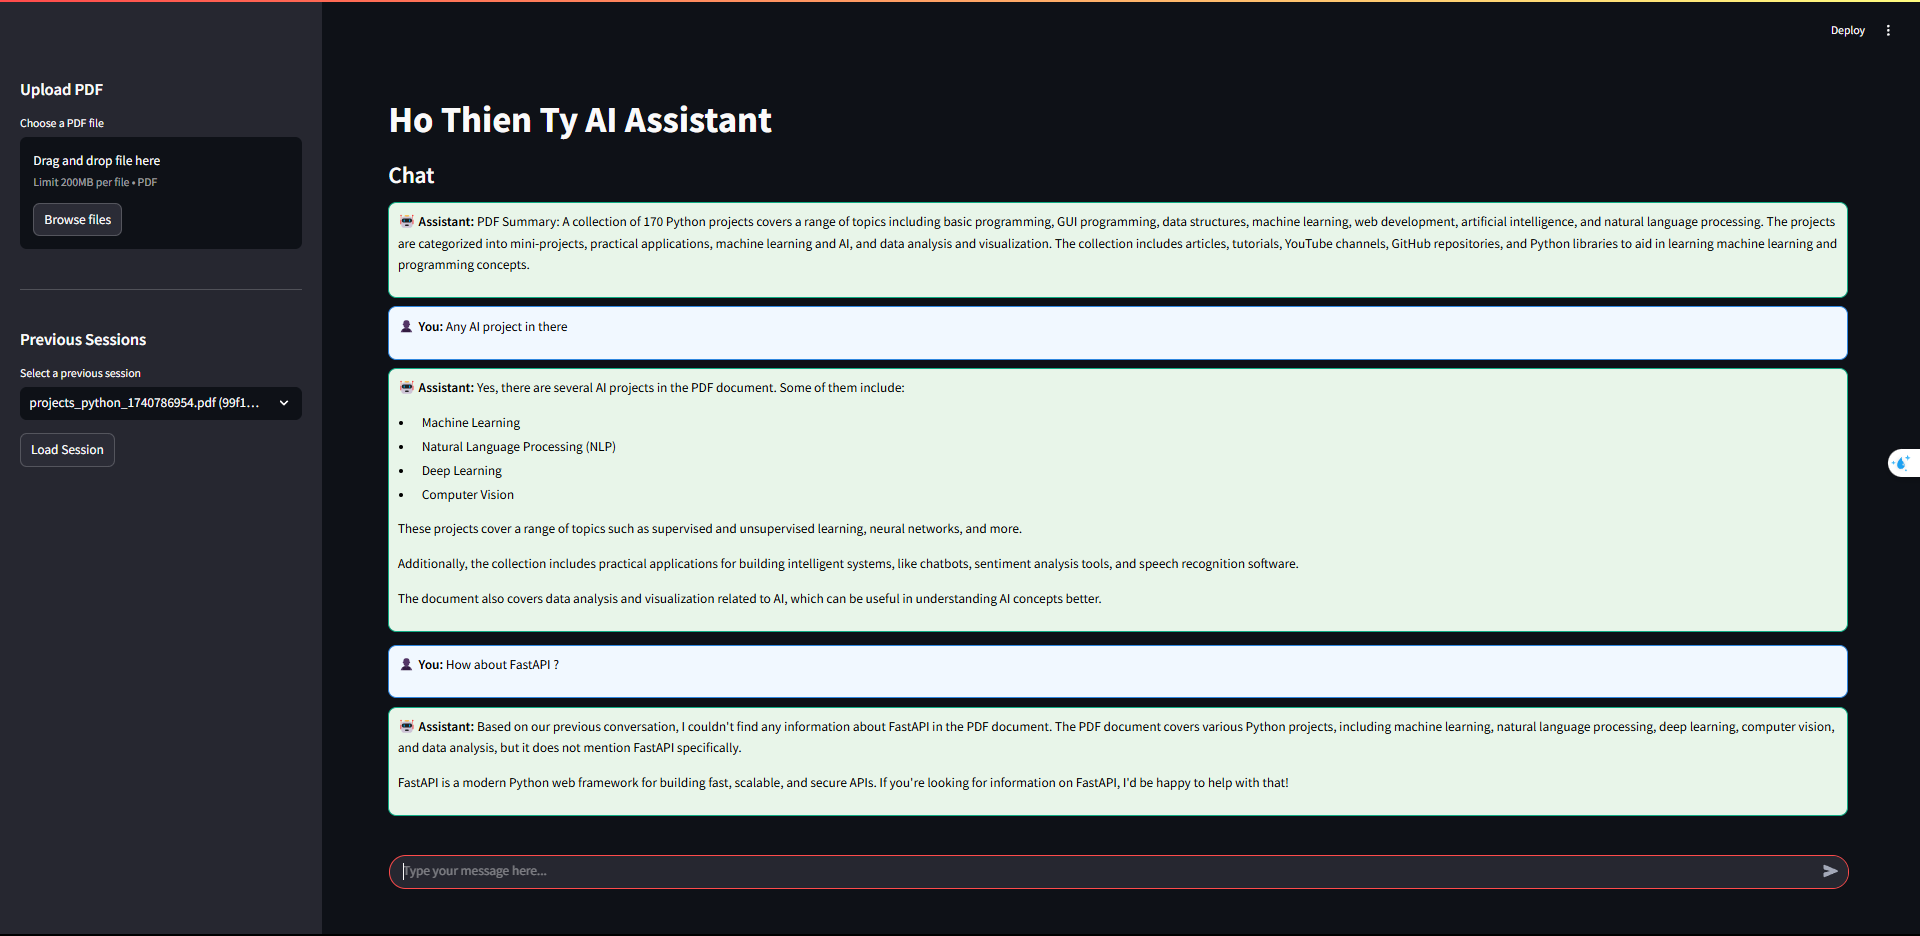 Deploy
Upload PDF
Choose a PDF file
Drag and drop file here
Limit 200MB per file • PDF
Browse files
Previous Sessions
Select a previous session
projects_python_1740786954.pdf (99f1...
Load Session
Ho Thien Ty AI Assistant
Chat
Assistant: PDF Summary: A collection of 170 Python projects covers a range of topics including basic programming, GUI programming, data structures, machine learning, web development, artificial intelligence, and natural language processing. The projects
are categorized into mini-projects, practical applications, machine learning and AI, and data analysis and visualization. The collection includes articles, tutorials, YouTube channels, GitHub repositories, and Python libraries to aid in learning machine learning and
programming concepts.
You: Any AI project in there
Assistant: Yes, there are several AI projects in the PDF document. Some of them include:
• Machine Learning
• Natural Language Processing (NLP)
• Deep Learning
• Computer Vision
These projects cover a range of topics such as supervised and unsupervised learning, neural networks, and more.
Additionally, the collection includes practical applications for building intelligent systems, like chatbots, sentiment analysis tools, and speech recognition software.
The document also covers data analysis and visualization related to AI, which can be useful in understanding AI concepts better.
You: How about FastAPI ?
Assistant: Based on our previous conversation, I couldn't find any information about FastAPI in the PDF document. The PDF document covers various Python projects, including machine learning, natural language processing, deep learning, computer vision,
and data analysis, but it does not mention FastAPI specifically.
FastAPI is a modern Python web framework for building fast, scalable, and secure APIs. If you're looking for information on FastAPI, I'd be happy to help with that!
Type your message here...